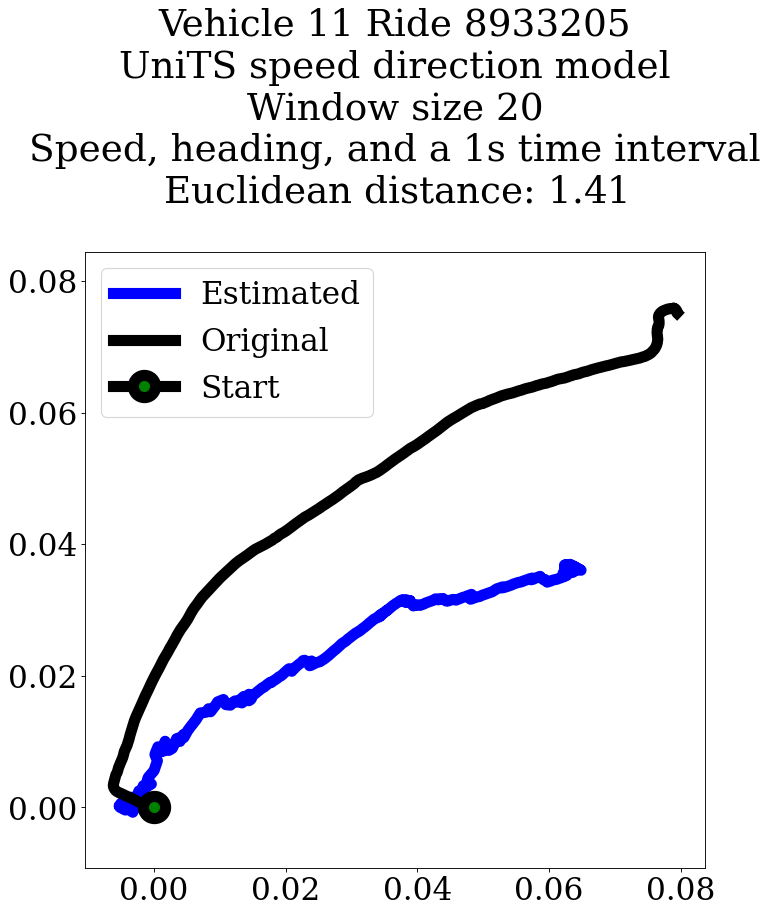 Vehicle 11 Ride 8933205
UniTS speed direction model
Window size 20
Speed, heading, and a 1s time interval
Euclidean distance: 1.41
Estimated
Original
Start
0.08
0.06
0.04
0.02
0.00
0.00 0.02 0.04 0.06 0.08